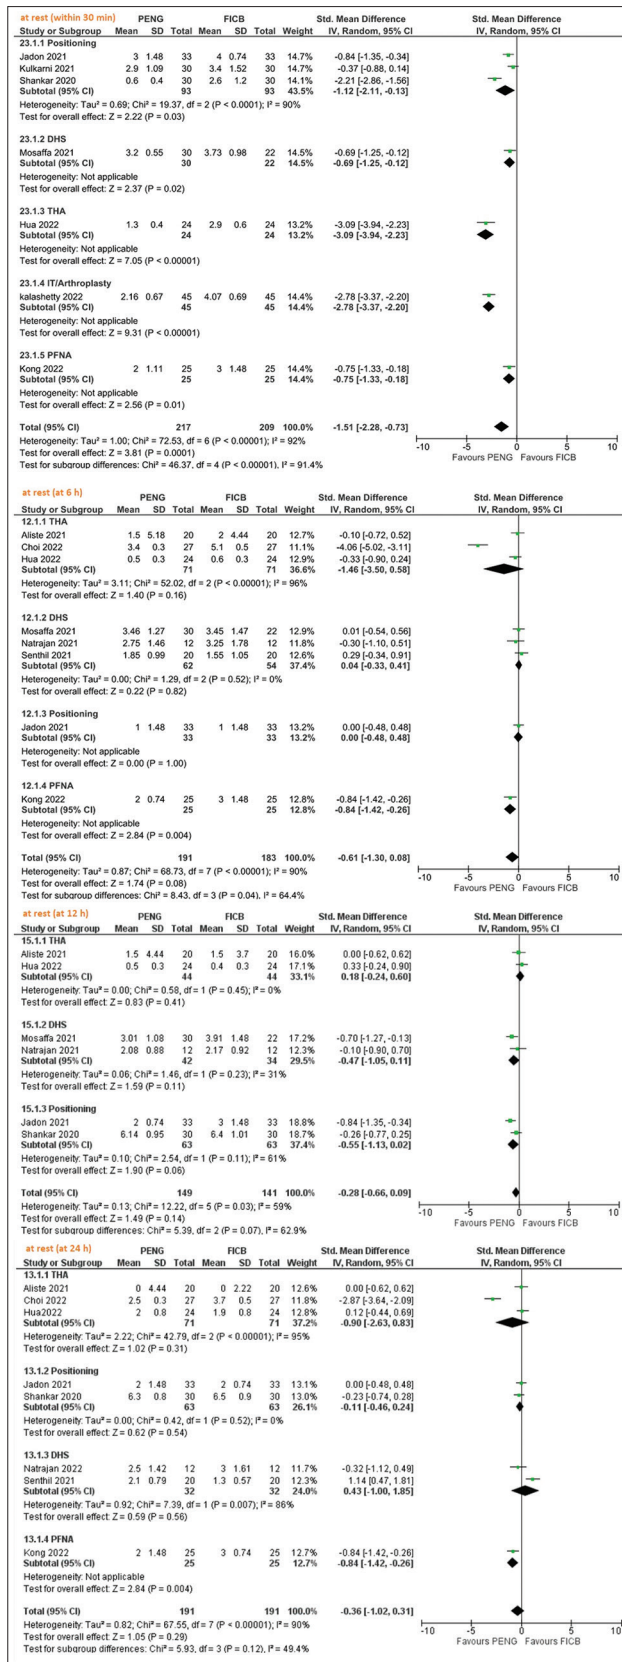 at rest (within 30 min) PENG FICB Std. Mean Difference Std. Mean Difference
Study or Subgroup Mean SD Total Mean SD Total Weight IV, Random, 95% CI IV, Random, 95% CI
23.1.1 Positioning
Jadon 2021 3 1.48 33 4 0.74 33 14.7% -0.84 [-1.35, -0.34]
Kulkarni 2021 2.9 1.09 30 3.4 1.52 30 14.7% -0.37 [-0.88, 0.14]
Shankar 2020 0.6 0.4 30 2.6 1.2 30 14.0% -2.21 [-2.86, -1.56]
Subtotal (95% CI) 93 93 43.5% -1.12 [-2.11, -0.13]
Heterogeneity: Tau² = 0.69; Chi² = 19.37, df = 2 (P < 0.0001); I² = 90%
Test for overall effect: Z = 2.22 (P = 0.03)
23.1.2 DHS
Mosaffa 2021 3.2 0.55 30 3.73 0.98 22 14.5% -0.69 [-1.25, -0.12]
Subtotal (95% CI) 30 22 14.5% -0.69 [-1.25, -0.12]
Heterogeneity: Not applicable
Test for overall effect: Z = 2.37 (P = 0.02)
23.1.3 THA
Hua 2022 1.3 0.4 24 2.9 0.6 24 13.2% -3.09 [-3.94, -2.23]
Subtotal (95% CI) 24 24 13.2% -3.09 [-3.94, -2.23]
Heterogeneity: Not applicable
Test for overall effect: Z = 7.05 (P < 0.00001)
23.1.4 IT/Arthroplasty
kalashetty 2022 2.16 0.67 45 4.07 0.69 45 14.4% -2.78 [-3.37, -2.20]
Subtotal (95% CI) 45 45 14.4% -2.78 [-3.37, -2.20]
Heterogeneity: Not applicable
Test for overall effect: Z = 9.31 (P < 0.00001)
23.1.5 PFNA
Kong 2022 2 1.11 25 3 1.48 25 14.4% -0.75 [-1.33, -0.18]
Subtotal (95% CI) 25 25 14.4% -0.75 [-1.33, -0.18]
Heterogeneity: Not applicable
Test for overall effect: Z = 2.56 (P = 0.01)
Total (95% CI) 217 209 100.0% -1.51 [-2.28, -0.73]
Heterogeneity: Tau² = 1.00; Chi² = 72.53, df = 6 (P < 0.00001); I² = 92%
Test for overall effect: Z = 3.81 (P = 0.0001)
Test for subgroup differences: Chi² = 46.37, df = 4 (P < 0.00001), I² = 91.4%
-10 -5 0 5 10
Favours PENG Favours FICB
at rest (at 6 h) PENG FICB Std. Mean Difference Std. Mean Difference
Study or Subgroup Mean SD Total Mean SD Total Weight IV, Random, 95% CI IV, Random, 95% CI
12.1.1 THA
Aliste 2021 1.5 5.18 20 2 4.44 20 12.7% -0.10 [-0.72, 0.52]
Choi 2022 3.4 0.3 27 5.1 0.5 27 11.1% -4.06 [-5.02, -3.11]
Hua 2022 0.5 0.3 24 0.6 0.3 24 12.9% -0.33 [-0.90, 0.24]
Subtotal (95% CI) 71 71 36.6% -1.46 [-3.50, 0.58]
Heterogeneity: Tau² = 3.11; Chi² = 52.02, df = 2 (P < 0.00001); I² = 96%
Test for overall effect: Z = 1.40 (P = 0.16)
12.1.2 DHS
Mosaffa 2021 3.46 1.27 30 3.45 1.47 22 12.9% 0.01 [-0.54, 0.56]
Natrajan 2021 2.75 1.46 12 3.25 1.78 12 11.8% -0.30 [-1.10, 0.51]
Senthil 2021 1.85 0.99 20 1.55 1.05 20 12.6% 0.29 [-0.34, 0.91]
Subtotal (95% CI) 62 54 37.4% 0.04 [-0.33, 0.41]
Heterogeneity: Tau² = 0.00; Chi² = 1.29, df = 2 (P = 0.52); I² = 0%
Test for overall effect: Z = 0.22 (P = 0.82)
12.1.3 Positioning
Jadon 2021 1 1.48 33 1 1.48 33 13.2% 0.00 [-0.48, 0.48]
Subtotal (95% CI) 33 33 13.2% 0.00 [-0.48, 0.48]
Heterogeneity: Not applicable
Test for overall effect: Z = 0.00 (P = 1.00)
12.1.4 PFNA
Kong 2022 2 0.74 25 3 1.48 25 12.8% -0.84 [-1.42, -0.26]
Subtotal (95% CI) 25 25 12.8% -0.84 [-1.42, -0.26]
Heterogeneity: Not applicable
Test for overall effect: Z = 2.84 (P = 0.004)
Total (95% CI) 191 183 100.0% -0.61 [-1.30, 0.08]
Heterogeneity: Tau² = 0.87; Chi² = 68.73, df = 7 (P < 0.00001); I² = 90%
Test for overall effect: Z = 1.74 (P = 0.08)
Test for subgroup differences: Chi² = 8.43, df = 3 (P = 0.04), I² = 64.4%
-10 -5 0 5 10
Favours PENG Favours FICB
at rest (at 12 h) PENG FICB Std. Mean Difference Std. Mean Difference
Study or Subgroup Mean SD Total Mean SD Total Weight IV, Random, 95% CI IV, Random, 95% CI
15.1.1 THA
Aliste 2021 1.5 4.44 20 1.5 3.7 20 16.0% 0.00 [-0.62, 0.62]
Hua 2022 0.5 0.3 24 0.4 0.3 24 17.1% 0.33 [-0.24, 0.90]
Subtotal (95% CI) 44 44 33.1% 0.18 [-0.24, 0.60]
Heterogeneity: Tau² = 0.00; Chi² = 0.58, df = 1 (P = 0.45); I² = 0%
Test for overall effect: Z = 0.83 (P = 0.41)
15.1.2 DHS
Mosaffa 2021 3.01 1.08 30 3.91 1.48 22 17.2% -0.70 [-1.27, -0.13]
Natrajan 2021 2.08 0.88 12 2.17 0.92 12 12.3% -0.10 [-0.90, 0.70]
Subtotal (95% CI) 42 34 29.5% -0.47 [-1.05, 0.11]
Heterogeneity: Tau² = 0.06; Chi² = 1.46, df = 1 (P = 0.23); I² = 31%
Test for overall effect: Z = 1.59 (P = 0.11)
15.1.3 Positioning
Jadon 2021 2 0.74 33 3 1.48 33 18.8% -0.84 [-1.35, -0.34]
Shankar 2020 6.14 0.95 30 6.4 1.01 30 18.7% -0.26 [-0.77, 0.25]
Subtotal (95% CI) 63 63 37.4% -0.55 [-1.13, 0.02]
Heterogeneity: Tau² = 0.10; Chi² = 2.54, df = 1 (P = 0.11); I² = 61%
Test for overall effect: Z = 1.90 (P = 0.06)
Total (95% CI) 149 141 100.0% -0.28 [-0.66, 0.09]
Heterogeneity: Tau² = 0.13; Chi² = 12.22, df = 5 (P = 0.03); I² = 59%
Test for overall effect: Z = 1.49 (P = 0.14)
Test for subgroup differences: Chi² = 5.39, df = 2 (P = 0.07), I² = 62.9%
-10 -5 0 5 10
Favours PENG Favours FICB
at rest (at 24 h) PENG FICB Std. Mean Difference Std. Mean Difference
Study or Subgroup Mean SD Total Mean SD Total Weight IV, Random, 95% CI IV, Random, 95% CI
13.1.1 THA
Aliste 2021 0 4.44 20 0 2.22 20 12.6% 0.00 [-0.62, 0.62]
Choi 2022 2.5 0.3 27 3.7 0.5 27 11.7% -2.87 [-3.64, -2.09]
Hua2022 2 0.8 24 1.9 0.8 24 12.8% 0.12 [-0.44, 0.69]
Subtotal (95% CI) 71 71 37.2% -0.90 [-2.63, 0.83]
Heterogeneity: Tau² = 2.22; Chi² = 42.79, df = 2 (P < 0.00001); I² = 95%
Test for overall effect: Z = 1.02 (P = 0.31)
13.1.2 Positioning
Jadon 2021 2 1.48 33 2 0.74 33 13.1% 0.00 [-0.48, 0.48]
Shankar 2020 6.3 0.8 30 6.5 0.9 30 13.0% -0.23 [-0.74, 0.28]
Subtotal (95% CI) 63 63 26.1% -0.11 [-0.46, 0.24]
Heterogeneity: Tau² = 0.00; Chi² = 0.42, df = 1 (P = 0.52); I² = 0%
Test for overall effect: Z = 0.62 (P = 0.54)
13.1.3 DHS
Natrajan 2022 2.5 1.42 12 3 1.61 12 11.7% -0.32 [-1.12, 0.49]
Senthil 2021 2.1 0.79 20 1.3 0.57 20 12.3% 1.14 [0.47, 1.81]
Subtotal (95% CI) 32 32 24.0% 0.43 [-1.00, 1.85]
Heterogeneity: Tau² = 0.92; Chi² = 7.39, df = 1 (P = 0.007); I² = 86%
Test for overall effect: Z = 0.59 (P = 0.56)
13.1.4 PFNA
Kong 2022 2 1.48 25 3 0.74 25 12.7% -0.84 [-1.42, -0.26]
Subtotal (95% CI) 25 25 12.7% -0.84 [-1.42, -0.26]
Heterogeneity: Not applicable
Test for overall effect: Z = 2.84 (P = 0.004)
Total (95% CI) 191 191 100.0% -0.36 [-1.02, 0.31]
Heterogeneity: Tau² = 0.82; Chi² = 67.55, df = 7 (P < 0.00001); I² = 90%
Test for overall effect: Z = 1.05 (P = 0.29)
Test for subgroup differences: Chi² = 5.93, df = 3 (P = 0.12), I² = 49.4%
-10 -5 0 5 10
Favours PENG Favours FICB